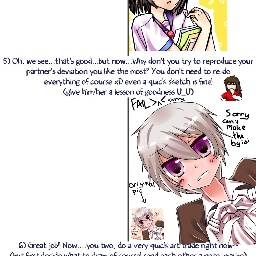 5) Oh, we see...that's good...but now...Why don't you try to reproduce your
partner's deviation you like the most? You don't need to re do
everything of course xD even a quick sketch is fine!
(give him/her a lesson of goodness U_U)
FAIL
Sorry
cany
Make
the
original
6) Great job! Now....you two, do a very quick art trade right now